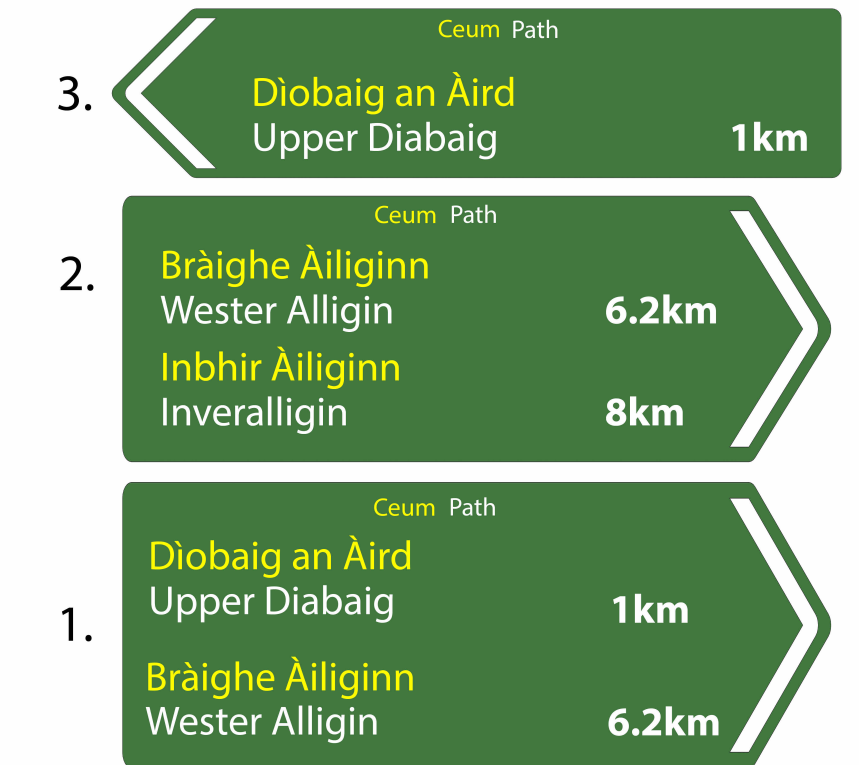 3.
Ceum Path
Dìobaig an Àird
Upper Diabaig 1km
2.
Ceum Path
Bràighe Àiliginn
Wester Alligin 6.2km
Inbhir Àiliginn
Inveralligin 8km
1.
Ceum Path
Dìobaig an Àird
Upper Diabaig 1km
Bràighe Àiliginn
Wester Alligin 6.2km